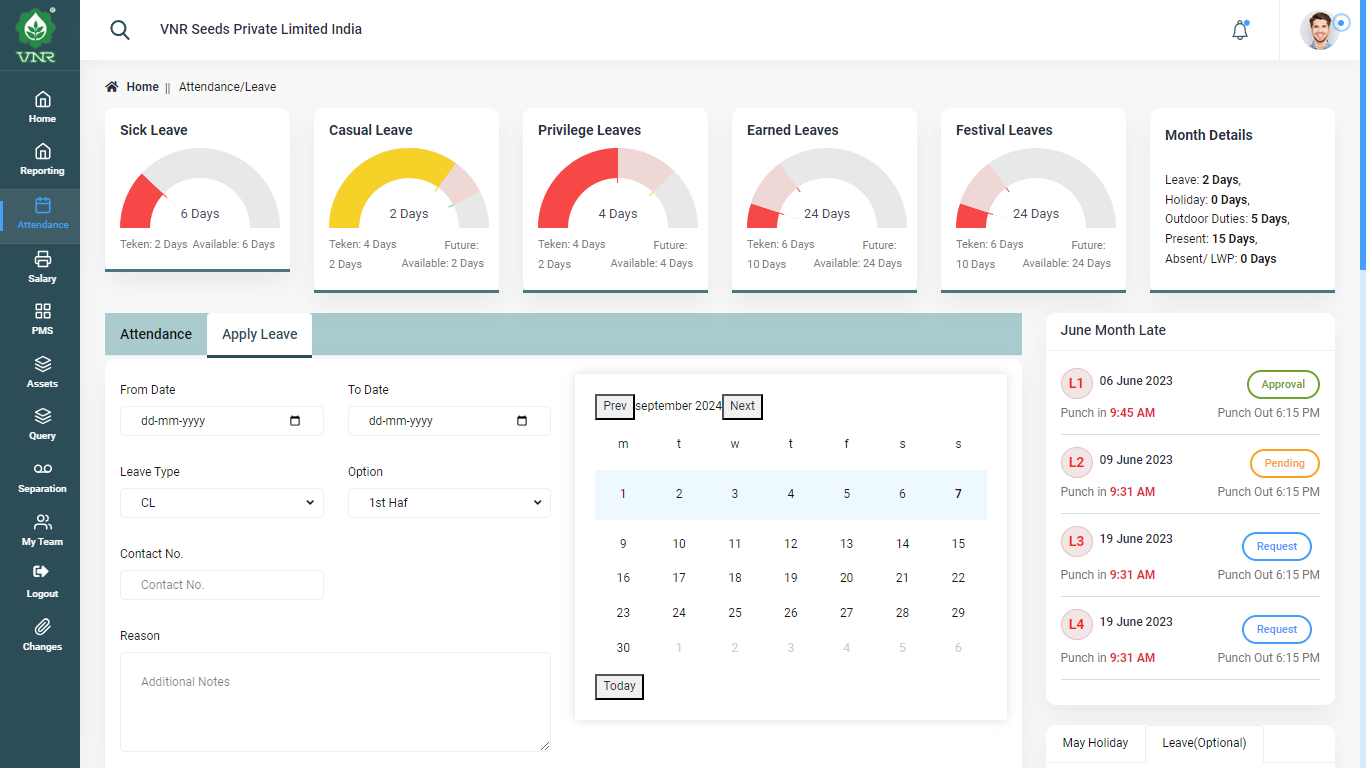 VNR
VNR Seeds Private Limited India
Home
Reporting
Attendance
Salary
PMS
Assets
Query
Separation
My Team
Logout
Changes
Home || Attendance/Leave
Sick Leave
6 Days
Teken: 2 Days Available: 6 Days
Casual Leave
2 Days
Teken: 4 Days Future:
2 Days Available: 2 Days
Privilege Leaves
4 Days
Teken: 4 Days Future:
2 Days Available: 4 Days
Earned Leaves
24 Days
Teken: 6 Days Future:
10 Days Available: 24 Days
Festival Leaves
24 Days
Teken: 6 Days Future:
10 Days Available: 24 Days
Month Details
Leave: 2 Days,
Holiday: 0 Days,
Outdoor Duties: 5 Days,
Present: 15 Days,
Absent/ LWP: 0 Days
Attendance Apply Leave
From Date To Date
dd-mm-yyyy dd-mm-yyyy
Leave Type Option
CL 1st Haf
Contact No.
Contact No.
Reason
Additional Notes
Prev september 2024 Next
m t w t f s s
1 2 3 4 5 6 7
9 10 11 12 13 14 15
16 17 18 19 20 21 22
23 24 25 26 27 28 29
30 1 2 3 4 5 6
Today
June Month Late
L1 06 June 2023 Approval
Punch in 9:45 AM Punch Out 6:15 PM
L2 09 June 2023 Pending
Punch in 9:31 AM Punch Out 6:15 PM
L3 19 June 2023 Request
Punch in 9:31 AM Punch Out 6:15 PM
L4 19 June 2023 Request
Punch in 9:31 AM Punch Out 6:15 PM
May Holiday Leave(Optional)